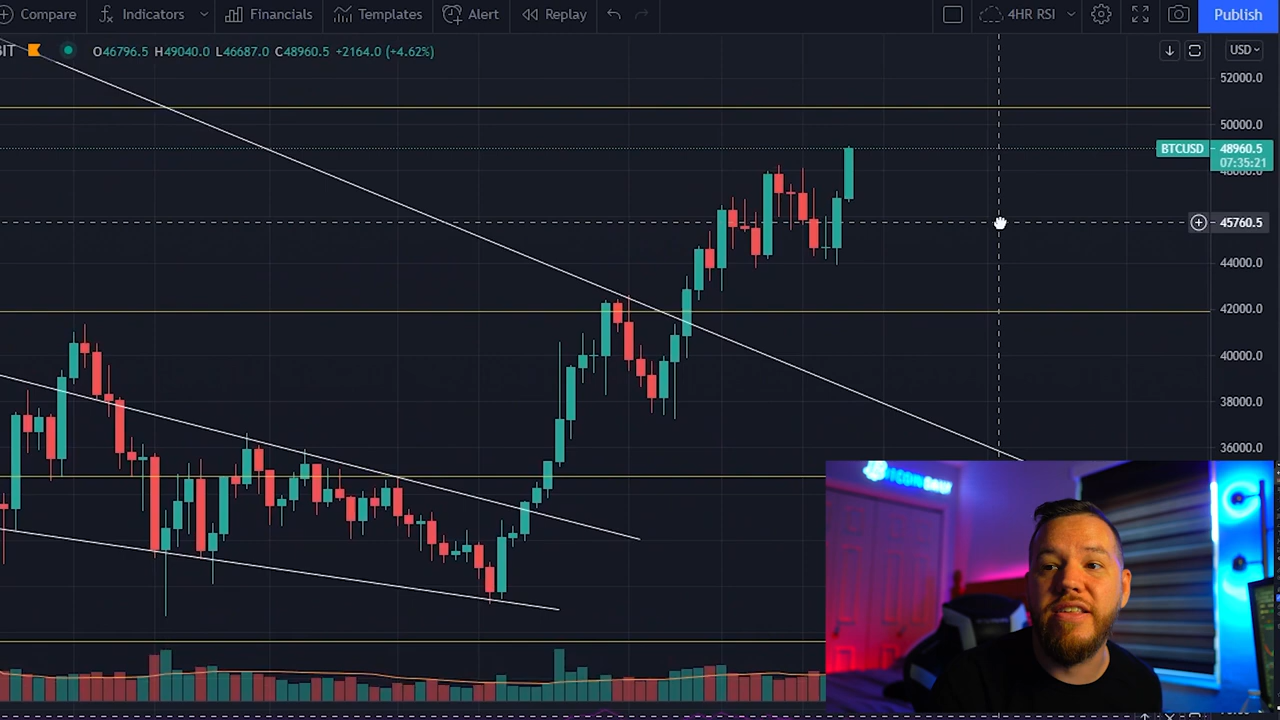 Compare Indicators Financials Templates Alert Replay 4HR RSI Publish
O46796.5 H49040.0 L46687.0 C48960.5 +2164.0 (+4.62%)
USD
52000.0
50000.0
BTCUSD 48960.5
07:35:21
48000.0
45760.5
44000.0
42000.0
40000.0
38000.0
36000.0